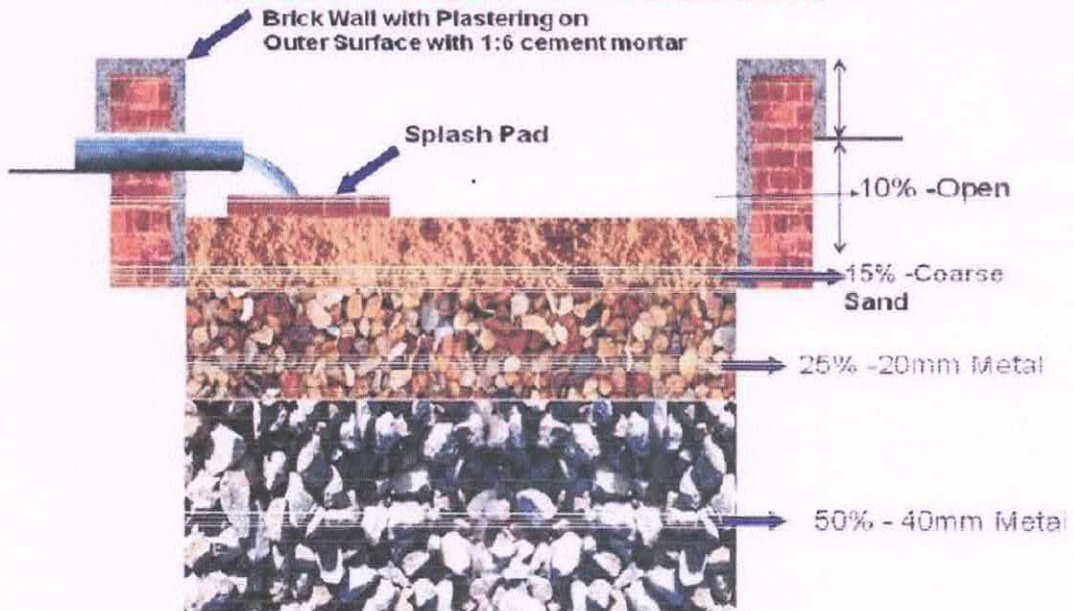 Brick Wall with Plastering on
Outer Surface with 1:6 cement mortar
Splash Pad
10% -Open
15% -Coarse
Sand
25% -20mm Metal
50% - 40mm Metal